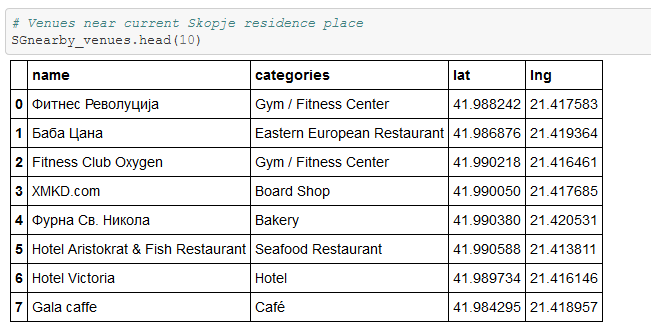 # Venues near current Skopje residence place
SGnearby_venues.head(10)
name categories lat lng
0 Фитнес Револуција Gym / Fitness Center 41.988242 21.417583
1 Баба Цана Eastern European Restaurant 41.986876 21.419364
2 Fitness Club Oxygen Gym / Fitness Center 41.990218 21.416461
3 XMKD.com Board Shop 41.990050 21.417685
4 Фурна Св. Никола Bakery 41.990380 21.420531
5 Hotel Aristokrat & Fish Restaurant Seafood Restaurant 41.990588 21.413811
6 Hotel Victoria Hotel 41.989734 21.416146
7 Gala caffe Café 41.984295 21.418957